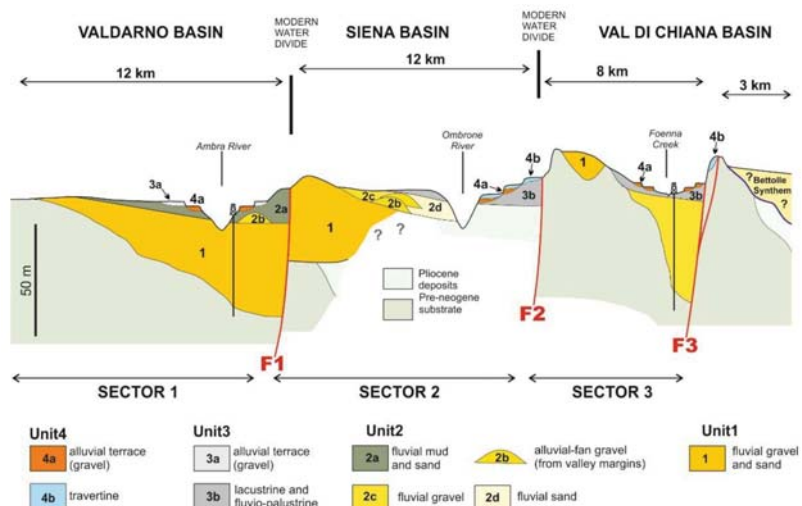 VALDARNO BASIN
MODERN
WATER
DIVIDE
SIENA BASIN
MODERN
WATER
DIVIDE
VAL DI CHIANA BASIN
12 km
12 km
8 km
3 km
Ambra River
Ombrone
River
Foenna
Creek
4b
3a
4a
2b
2a
1
1
2c
2b
2d
? ?
4a
4b
3b
1
4a
3b
? Bettolle
Synthem
?
50 m
Pliocene
deposits
Pre-neogene
substrate
F1
F2
F3
SECTOR 1
SECTOR 2
SECTOR 3
Unit4
4a alluvial terrace
(gravel)
4b travertine
Unit3
3a alluvial terrace
(gravel)
3b lacustrine and
fluvio-palustrine
Unit2
2a fluvial mud
and sand
2b alluvial-fan gravel
(from valley margins)
2c fluvial gravel
2d fluvial sand
Unit1
1 fluvial gravel
and sand